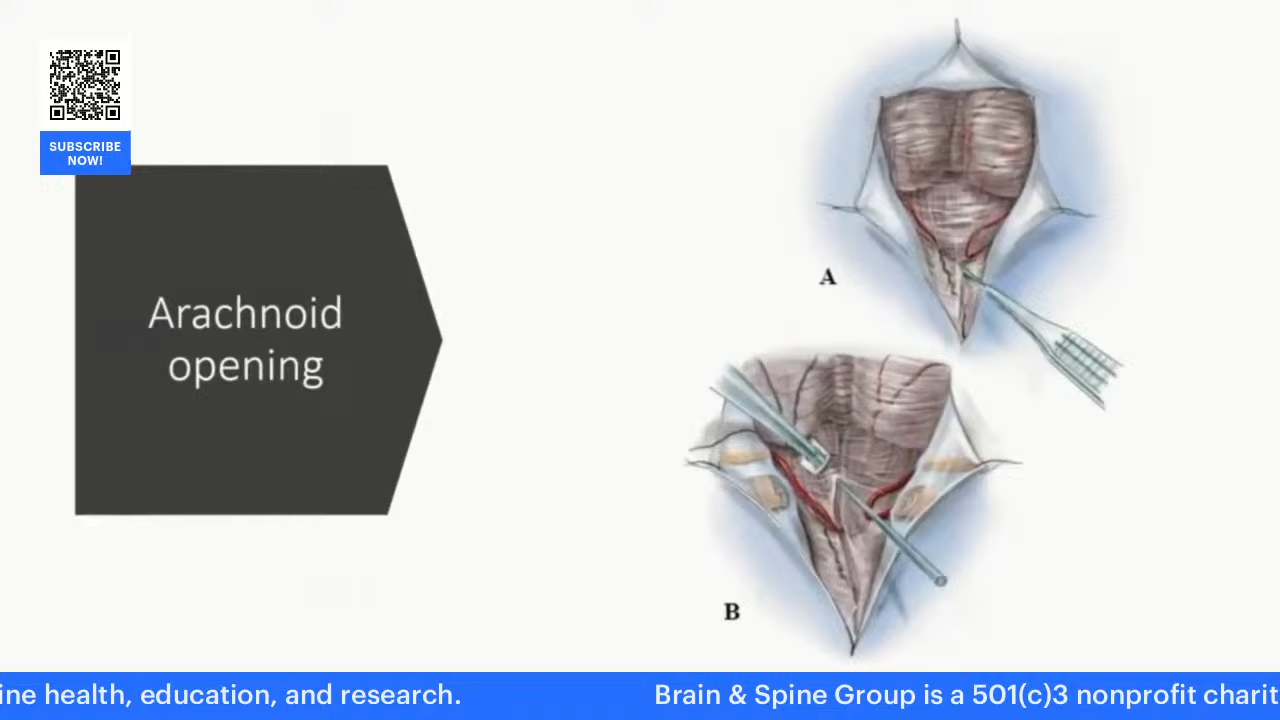 SUBSCRIBE
NOW!
Arachnoid
opening
A
B
ine health, education, and research.
Brain & Spine Group is a 501(c)3 nonprofit charit